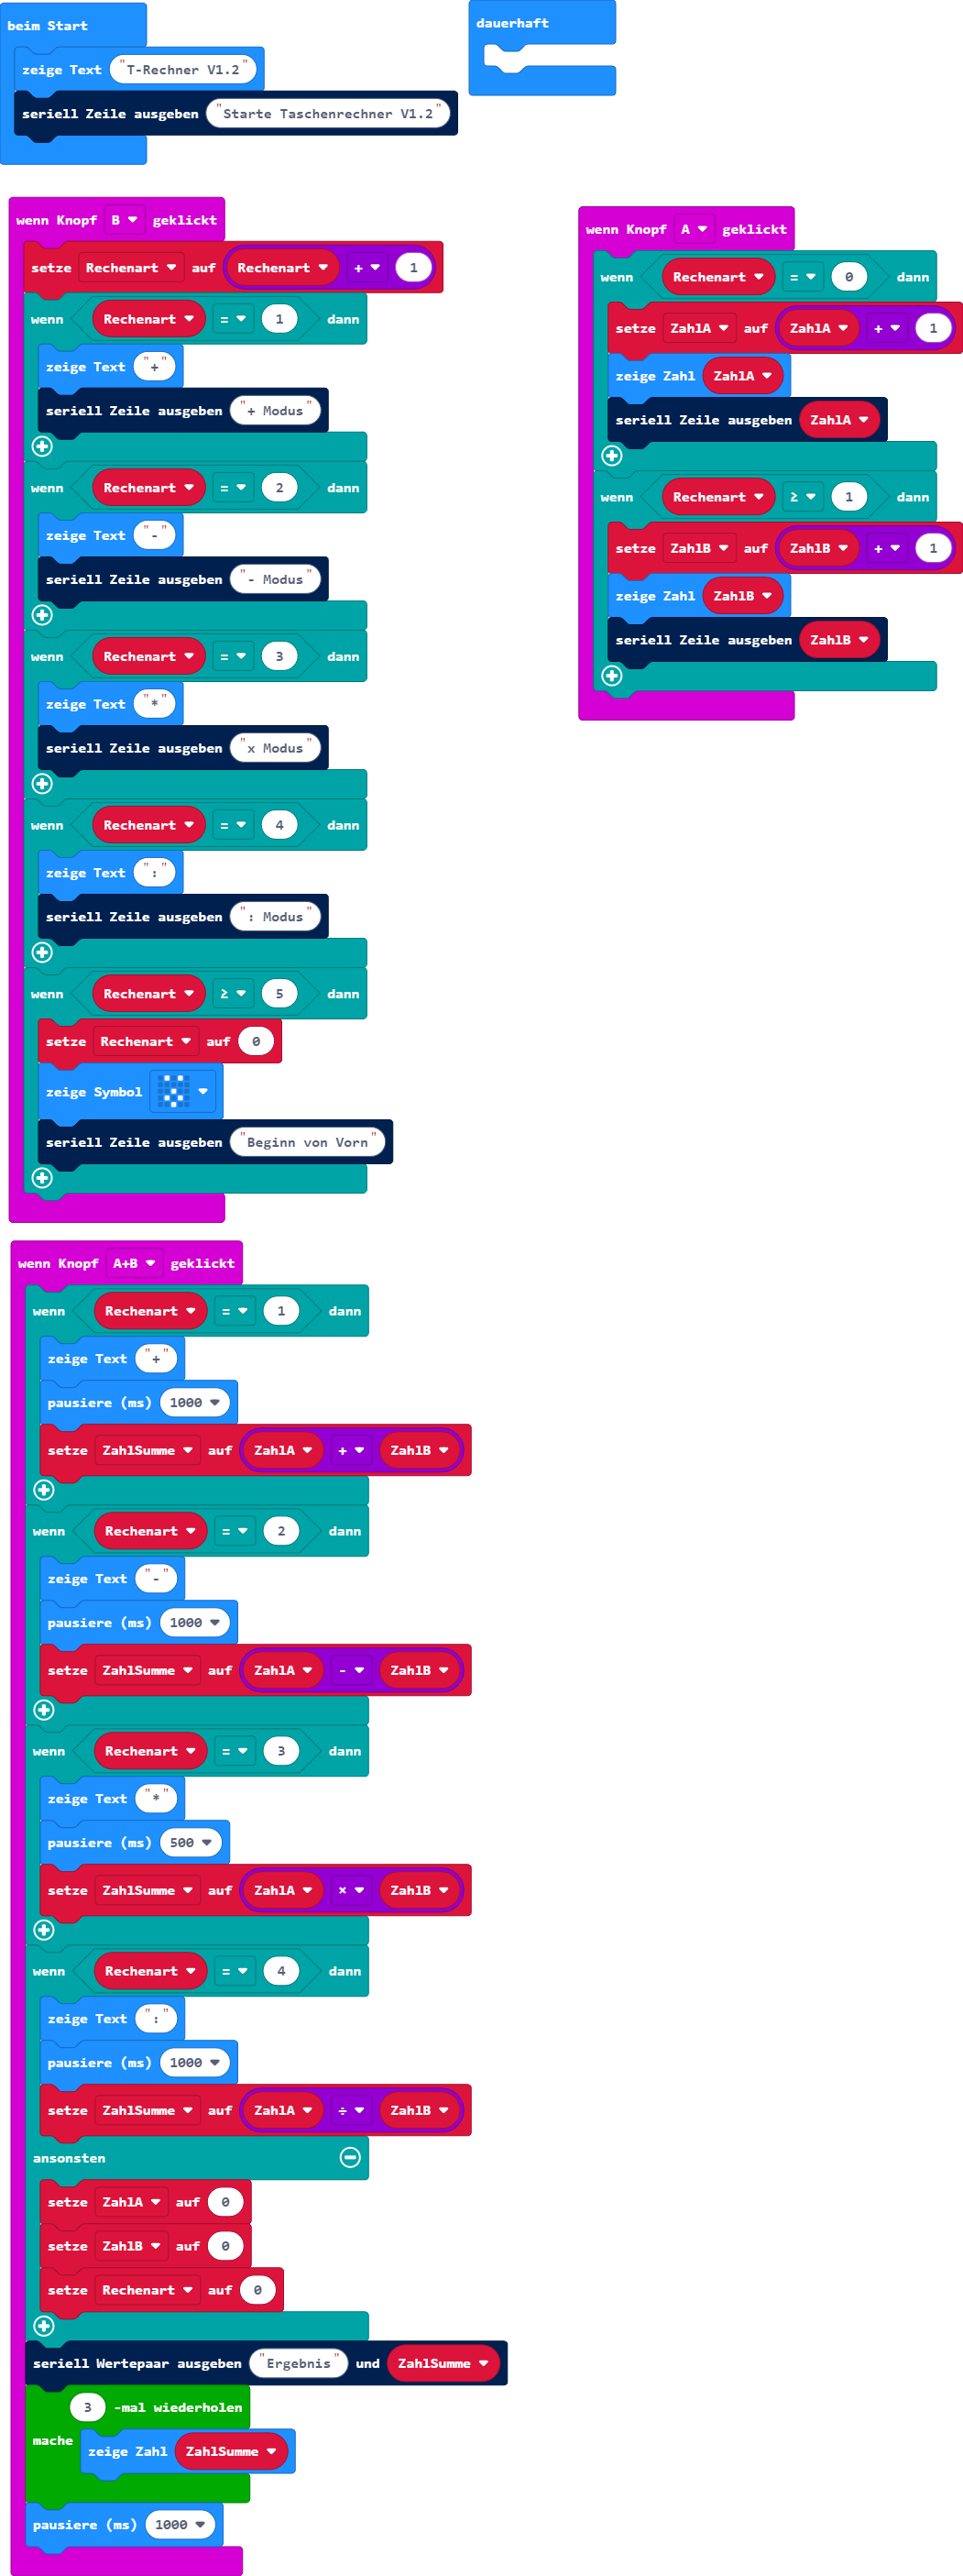 beim Start
zeige Text "T-Rechner V1.2"
seriell Zeile ausgeben "Starte Taschenrechner V1.2"
dauerhaft
wenn Knopf B geklickt
setze Rechenart auf Rechenart + 1
wenn Rechenart = 1 dann
zeige Text "+"
seriell Zeile ausgeben "+ Modus"
wenn Rechenart = 2 dann
zeige Text "-"
seriell Zeile ausgeben "- Modus"
wenn Rechenart = 3 dann
zeige Text "*"
seriell Zeile ausgeben "x Modus"
wenn Rechenart = 4 dann
zeige Text ":"
seriell Zeile ausgeben ": Modus"
wenn Rechenart ≥ 5 dann
setze Rechenart auf 0
zeige Symbol
seriell Zeile ausgeben "Beginn von Vorn"
wenn Knopf A geklickt
wenn Rechenart = 0 dann
setze ZahlA auf ZahlA + 1
zeige Zahl ZahlA
seriell Zeile ausgeben ZahlA
wenn Rechenart ≥ 1 dann
setze ZahlB auf ZahlB + 1
zeige Zahl ZahlB
seriell Zeile ausgeben ZahlB
wenn Knopf A+B geklickt
wenn Rechenart = 1 dann
zeige Text "+"
pausiere (ms) 1000
setze ZahlSumme auf ZahlA + ZahlB
wenn Rechenart = 2 dann
zeige Text "-"
pausiere (ms) 1000
setze ZahlSumme auf ZahlA - ZahlB
wenn Rechenart = 3 dann
zeige Text "*"
pausiere (ms) 500
setze ZahlSumme auf ZahlA × ZahlB
wenn Rechenart = 4 dann
zeige Text ":"
pausiere (ms) 1000
setze ZahlSumme auf ZahlA ÷ ZahlB
ansonsten
setze ZahlA auf 0
setze ZahlB auf 0
setze Rechenart auf 0
seriell Wertepaar ausgeben "Ergebnis" und ZahlSumme
3 -mal wiederholen
mache zeige Zahl ZahlSumme
pausiere (ms) 1000